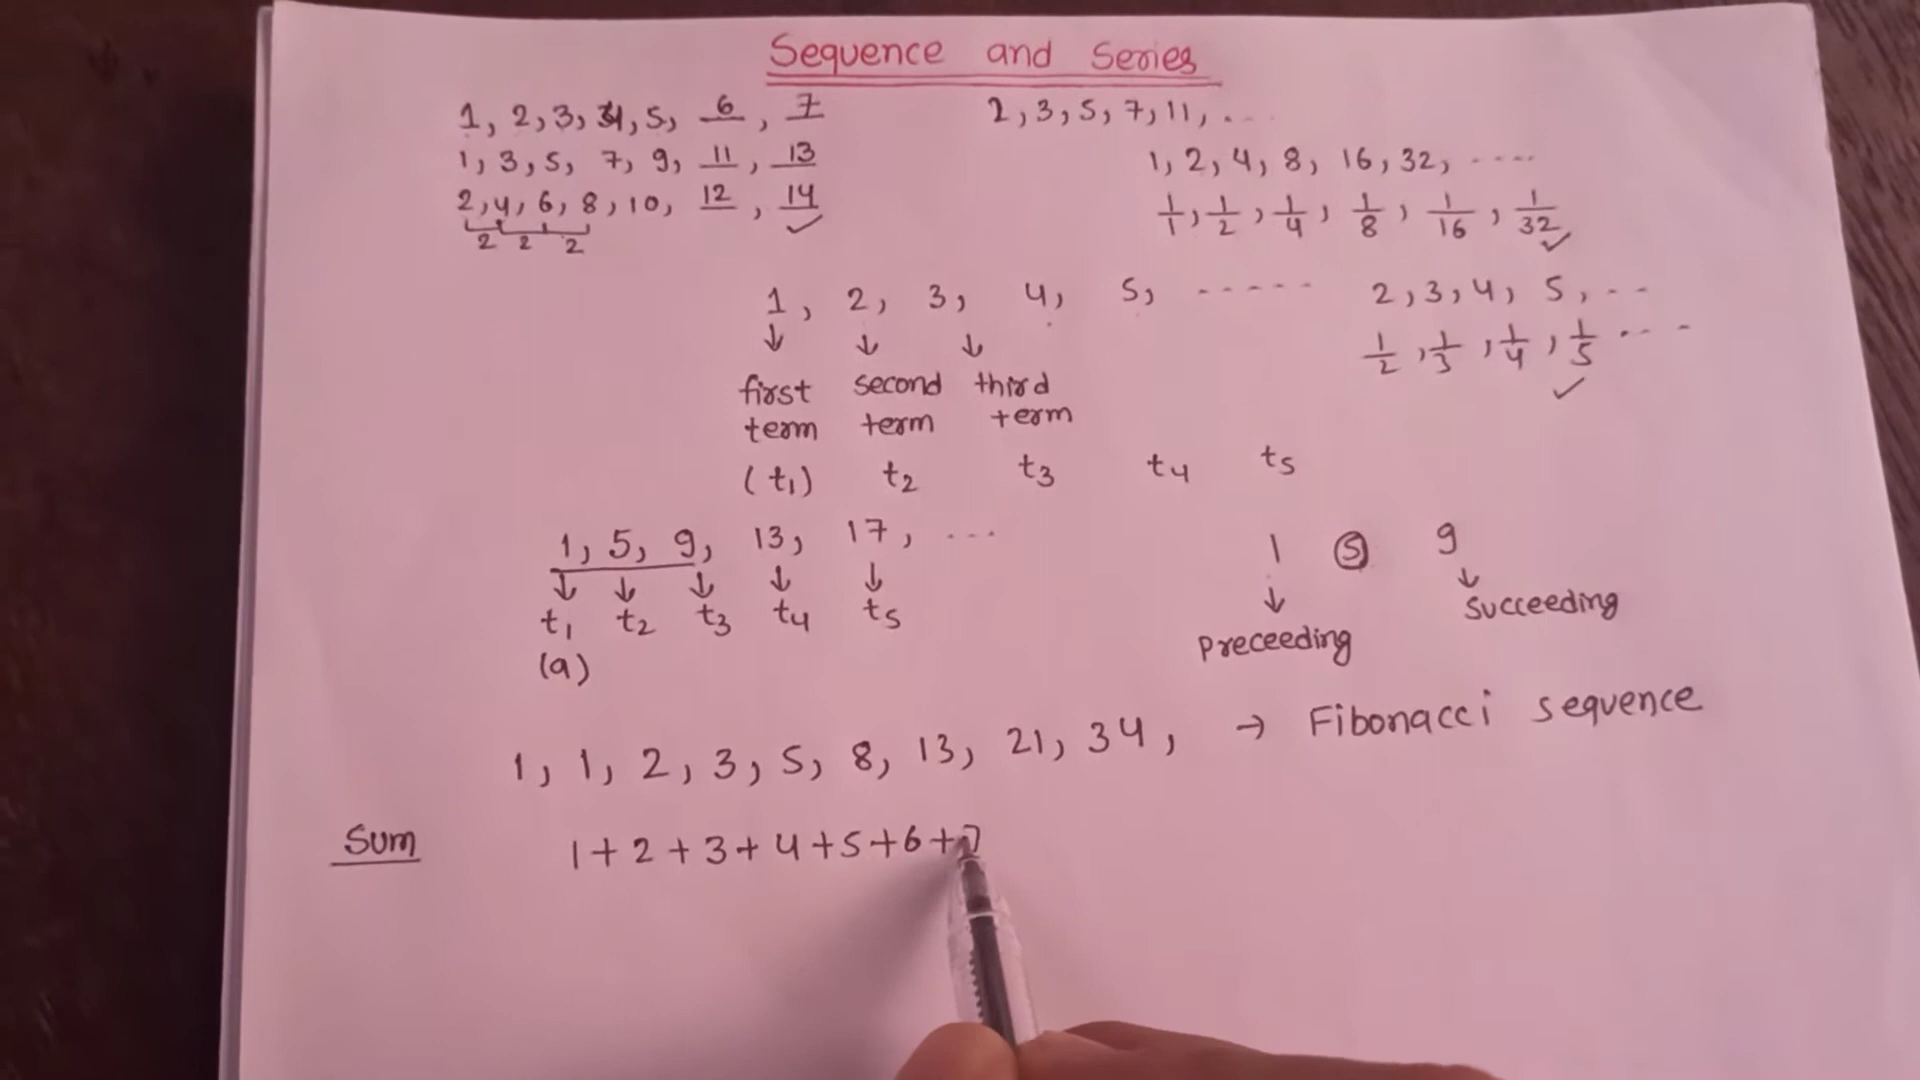 Sequence and Series
1, 2, 3, 4, 5, 6, 7
2, 3, 5, 7, 11, ...
1, 3, 5, 7, 9, 11, 13
1, 2, 4, 8, 16, 32, ....
2, 4, 6, 8, 10, 12, 14
2 2 2
1/1, 1/2, 1/4, 1/8, 1/16, 1/32
1, 2, 3, 4, 5, .....
2, 3, 4, 5, ...
1/2, 1/3, 1/4, 1/5 ....
first second third
term term term
(t1) t2 t3 t4 t5
1, 5, 9, 13, 17, ...
t1 t2 t3 t4 t5
(a)
1 5 9
Succeeding
Preceeding
1, 1, 2, 3, 5, 8, 13, 21, 34, → Fibonacci sequence
Sum 1+2+3+4+5+6+7